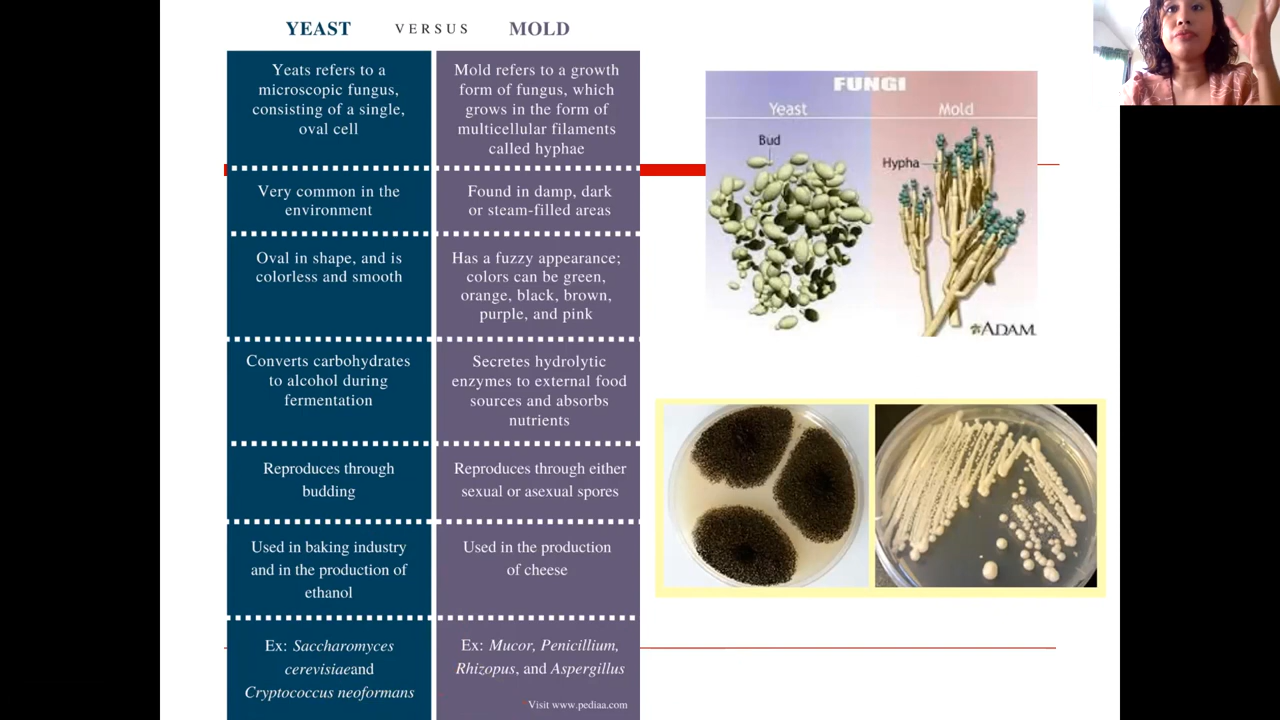 YEAST VERSUS MOLD
Yeats refers to a
microscopic fungus,
consisting of a single,
oval cell
Mold refers to a growth
form of fungus, which
grows in the form of
multicellular filaments
called hyphae
Very common in the
environment
Found in damp, dark
or steam-filled areas
Oval in shape, and is
colorless and smooth
Has a fuzzy appearance;
colors can be green,
orange, black, brown,
purple, and pink
Converts carbohydrates
to alcohol during
fermentation
Secretes hydrolytic
enzymes to external food
sources and absorbs
nutrients
Reproduces through
budding
Reproduces through either
sexual or asexual spores
Used in baking industry
and in the production of
ethanol
Used in the production
of cheese
Ex: Saccharomyces
cerevisiaeand
Cryptococcus neoformans
Ex: Mucor, Penicillium,
Rhizopus, and Aspergillus
Visit www.pediaa.com
FUNGI
Yeast
Mold
Bud
Hypha
ADAM.